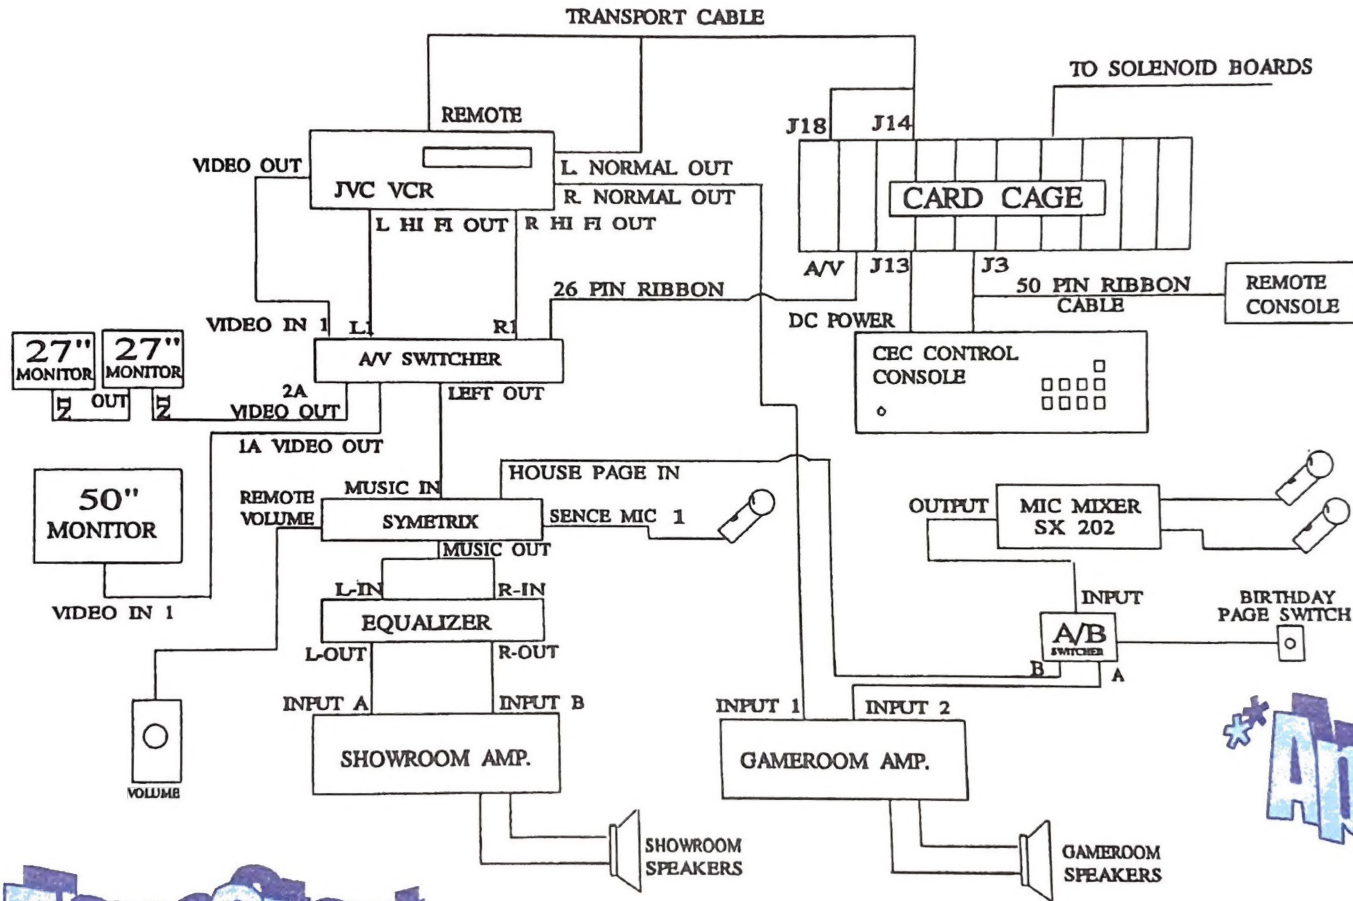 TRANSPORT CABLE
TO SOLENOID BOARDS
REMOTE
J18
J14
VIDEO OUT
JVC VCR
L NORMAL OUT
R. NORMAL OUT
CARD CAGE
L HI FI OUT
R HI FI OUT
A/V
J13
J3
26 PIN RIBBON
50 PIN RIBBON
CABLE
REMOTE
CONSOLE
VIDEO IN 1
L1
R1
DC POWER
27"
MONITOR
27"
MONITOR
A/V SWITCHER
CEC CONTROL
CONSOLE
IN
OUT
IN
2A
VIDEO OUT
LEFT OUT
1A VIDEO OUT
HOUSE PAGE IN
50"
MONITOR
REMOTE
VOLUME
MUSIC IN
SYMETRIX
SENCE MIC 1
OUTPUT
MIC MIXER
SX 202
MUSIC OUT
L-IN
R-IN
VIDEO IN 1
EQUALIZER
INPUT
BIRTHDAY
PAGE SWITCH
A/B
SWITCHER
L-OUT
R-OUT
B
A
INPUT A
INPUT B
INPUT 1
INPUT 2
SHOWROOM AMP.
GAMEROOM AMP.
VOLUME
SHOWROOM
SPEAKERS
GAMEROOM
SPEAKERS